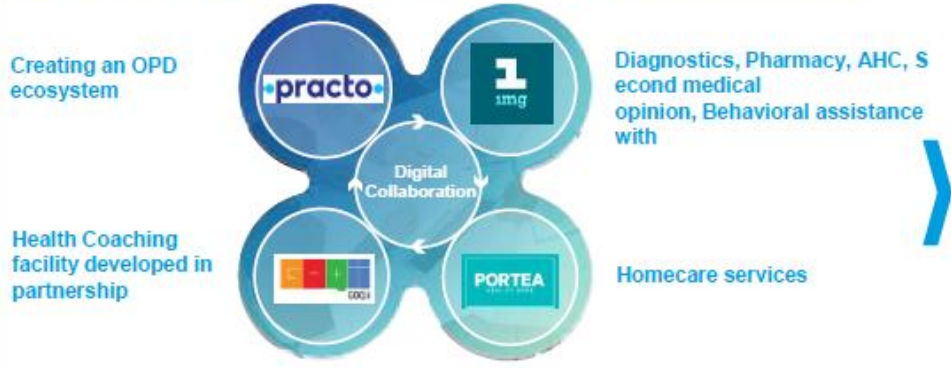 Creating an OPD
ecosystem
practo
1
1mg
Diagnostics, Pharmacy, AHC, S
econd medical
opinion, Behavioral assistance
with
Digital
Collaboration
Health Coaching
facility developed in
partnership
GOQii
PORTEA
Homecare services